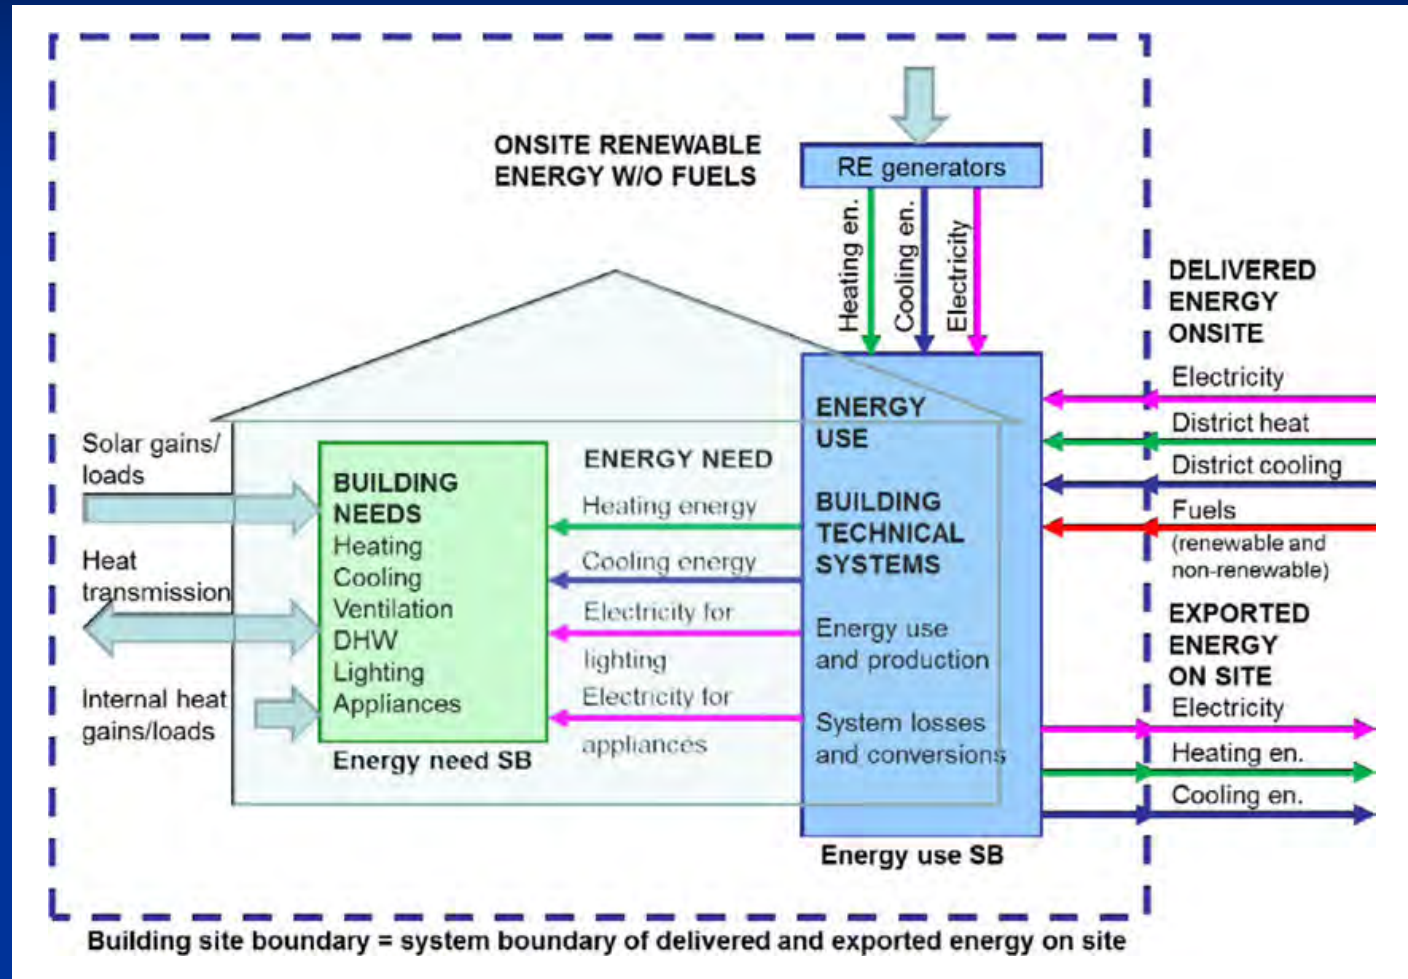 ONSITE RENEWABLE
ENERGY W/O FUELS
RE generators
Heating en.
Cooling en.
Electricity
DELIVERED
ENERGY
ONSITE
Electricity
District heat
District cooling
Fuels
(renewable and
non-renewable)
EXPORTED
ENERGY
ON SITE
Electricity
Heating en.
Cooling en.
Solar gains/
loads
Heat
transmission
Internal heat
gains/loads
BUILDING
NEEDS
Heating
Cooling
Ventilation
DHW
Lighting
Appliances
Energy need SB
ENERGY NEED
Heating energy
Cooling energy
Electricity for
lighting
Electricity for
appliances
ENERGY
USE
BUILDING
TECHNICAL
SYSTEMS
Energy use
and production
System losses
and conversions
Energy use SB
Building site boundary = system boundary of delivered and exported energy on site